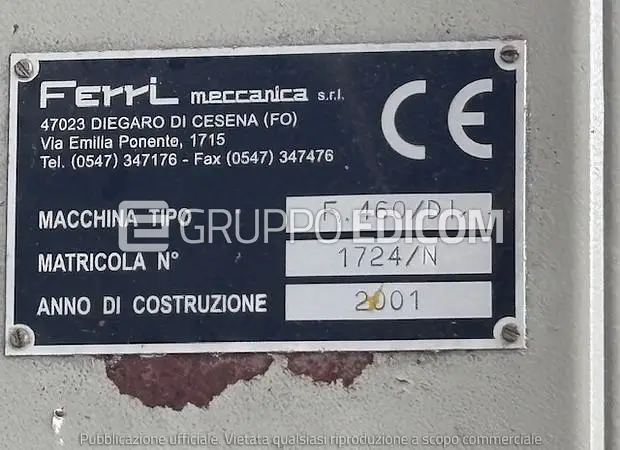 Ferri meccanica s.r.l.
47023 DIEGARO DI CESENA (FO)
Via Emilia Ponente, 1715
Tel. (0547) 347176 - Fax (0547) 347476
CE
MACCHINA TIPO
GRUPPO EDICOM
MATRICOLA N° 1724/N
ANNO DI COSTRUZIONE 2001
Pubblicazione ufficiale. Vietata qualsiasi riproduzione a scopo commerciale